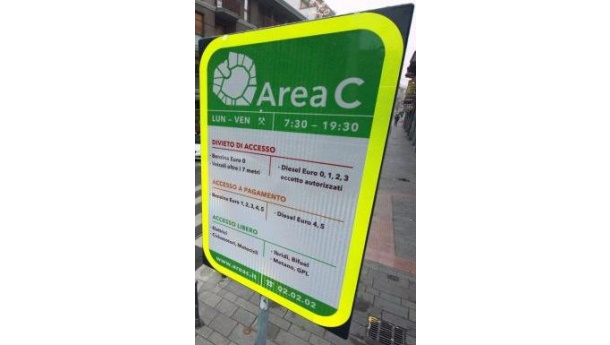 Area C
LUN - VEN 7:30 - 19:30
DIVIETO DI ACCESSO
- Benzina Euro 0
- Veicoli oltre i 7 metri
- Diesel Euro 0, 1, 2, 3
accetto autorizzati
ACCESSO A PAGAMENTO
- Benzina Euro 1, 2, 3, 4, 5
- Diesel Euro 4, 5
ACCESSO LIBERO
- Elettrici
- Ciclomotori, Motocicli
- Ibridi, Bifuel
- Metano, GPL
www.areac.it 02.02.02